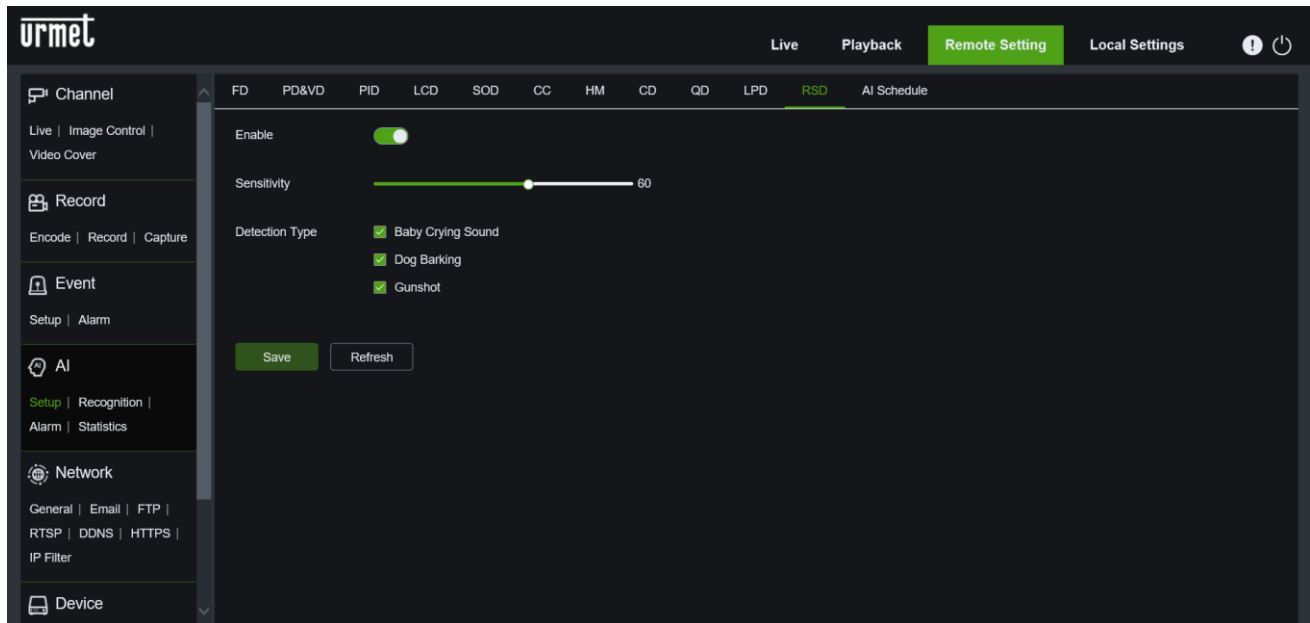 urmet
Live Playback Remote Setting Local Settings
Channel
Live | Image Control |
Video Cover
Record
Encode | Record | Capture
Event
Setup | Alarm
AI
Setup | Recognition |
Alarm | Statistics
Network
General | Email | FTP |
RTSP | DDNS | HTTPS |
IP Filter
Device
FD PD&VD PID LCD SOD CC HM CD QD LPD RSD AI Schedule
Enable
Sensitivity 60
Detection Type Baby Crying Sound
Dog Barking
Gunshot
Save Refresh